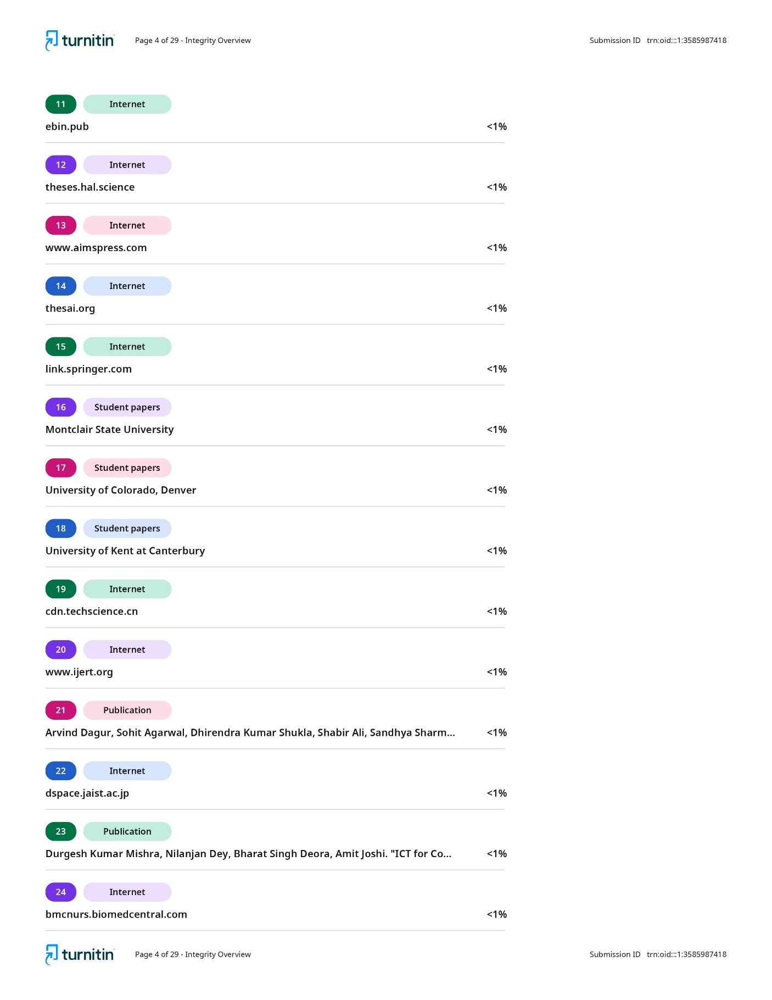 turnitin Page 4 of 29 - Integrity Overview Submission ID trn:oid:::1:3585987418
11 Internet
ebin.pub <1%
12 Internet
theses.hal.science <1%
13 Internet
www.aimspress.com <1%
14 Internet
thesai.org <1%
15 Internet
link.springer.com <1%
16 Student papers
Montclair State University <1%
17 Student papers
University of Colorado, Denver <1%
18 Student papers
University of Kent at Canterbury <1%
19 Internet
cdn.techscience.cn <1%
20 Internet
www.ijert.org <1%
21 Publication
Arvind Dagur, Sohit Agarwal, Dhirendra Kumar Shukla, Shabir Ali, Sandhya Sharm... <1%
22 Internet
dspace.jaist.ac.jp <1%
23 Publication
Durgesh Kumar Mishra, Nilanjan Dey, Bharat Singh Deora, Amit Joshi. "ICT for Co... <1%
24 Internet
bmcnurs.biomedcentral.com <1%
turnitin Page 4 of 29 - Integrity Overview Submission ID trn:oid:::1:3585987418